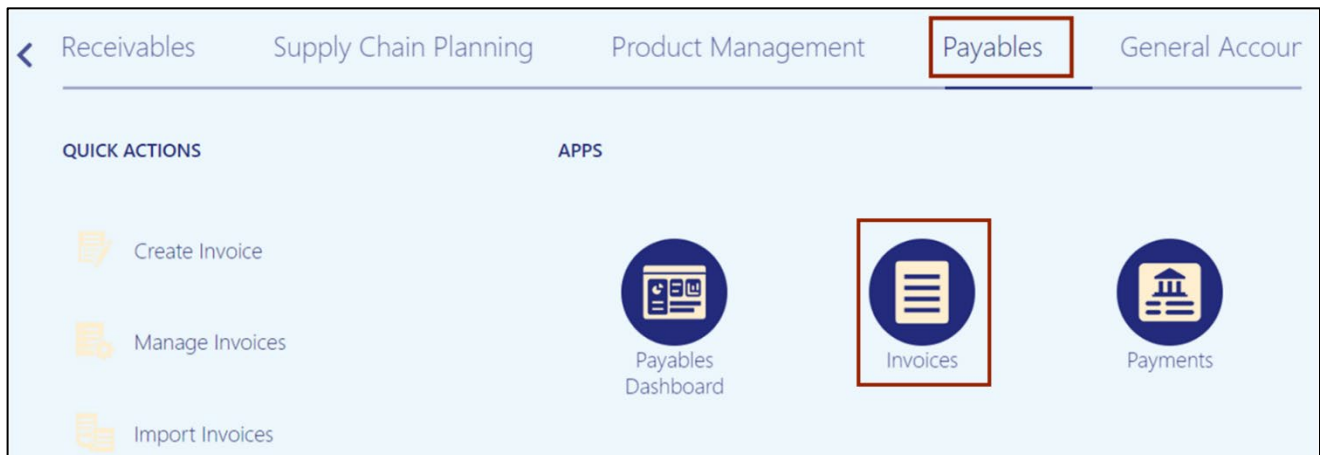 Receivables Supply Chain Planning Product Management Payables General Accour
QUICK ACTIONS
APPS
Create Invoice
Manage Invoices
Import Invoices
Payables
Dashboard
Invoices
Payments